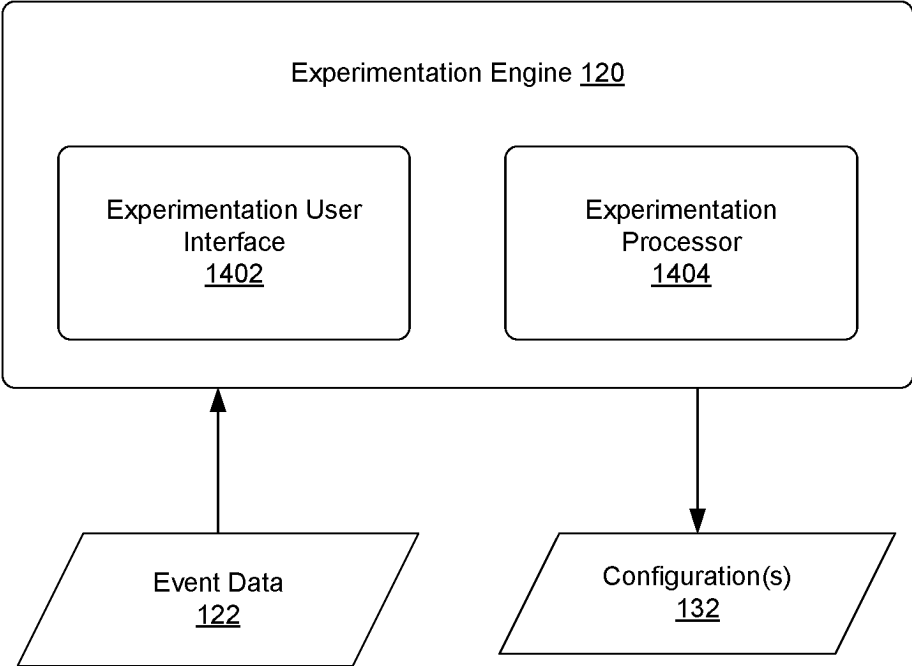 Experimentation Engine 120
Experimentation User
Interface
1402
Experimentation
Processor
1404
Event Data
122
Configuration(s)
132